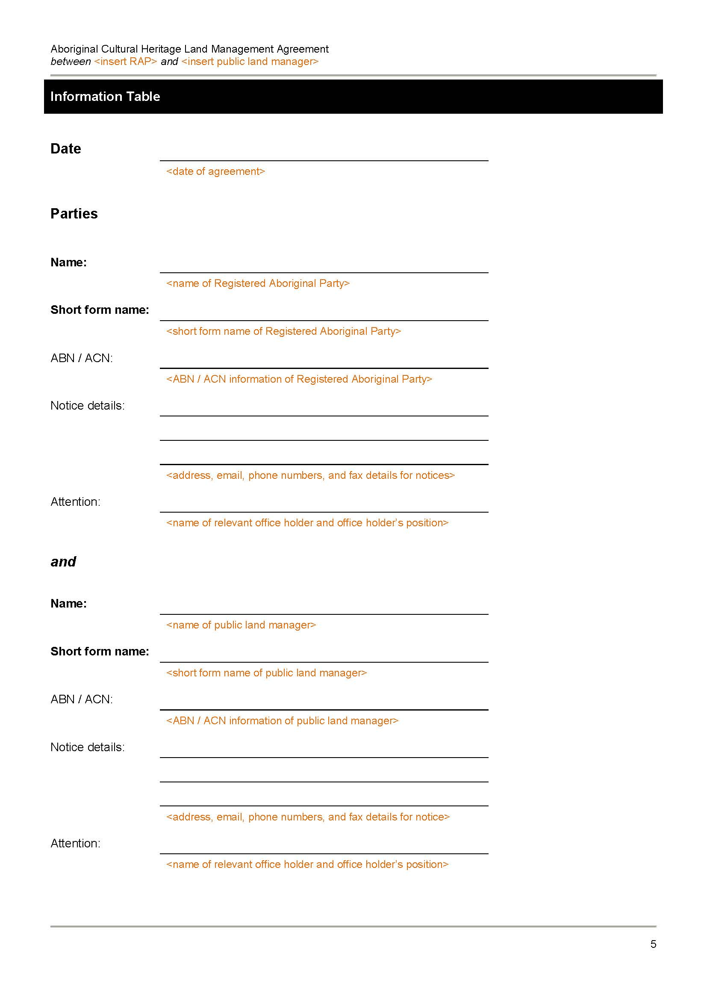 Aboriginal Cultural Heritage Land Management Agreement
between <insert RAP> and <insert public land manager>
Information Table
Date
<date of agreement>
Parties
Name:
<name of Registered Aboriginal Party>
Short form name:
<short form name of Registered Aboriginal Party>
ABN / ACN:
<ABN / ACN information of Registered Aboriginal Party>
Notice details:
<address, email, phone numbers, and fax details for notices>
Attention:
<name of relevant office holder and office holder’s position>
and
Name:
<name of public land manager>
Short form name:
<short form name of public land manager>
ABN / ACN:
<ABN / ACN information of public land manager>
Notice details:
<address, email, phone numbers, and fax details for notice>
Attention:
<name of relevant office holder and office holder’s position>
5